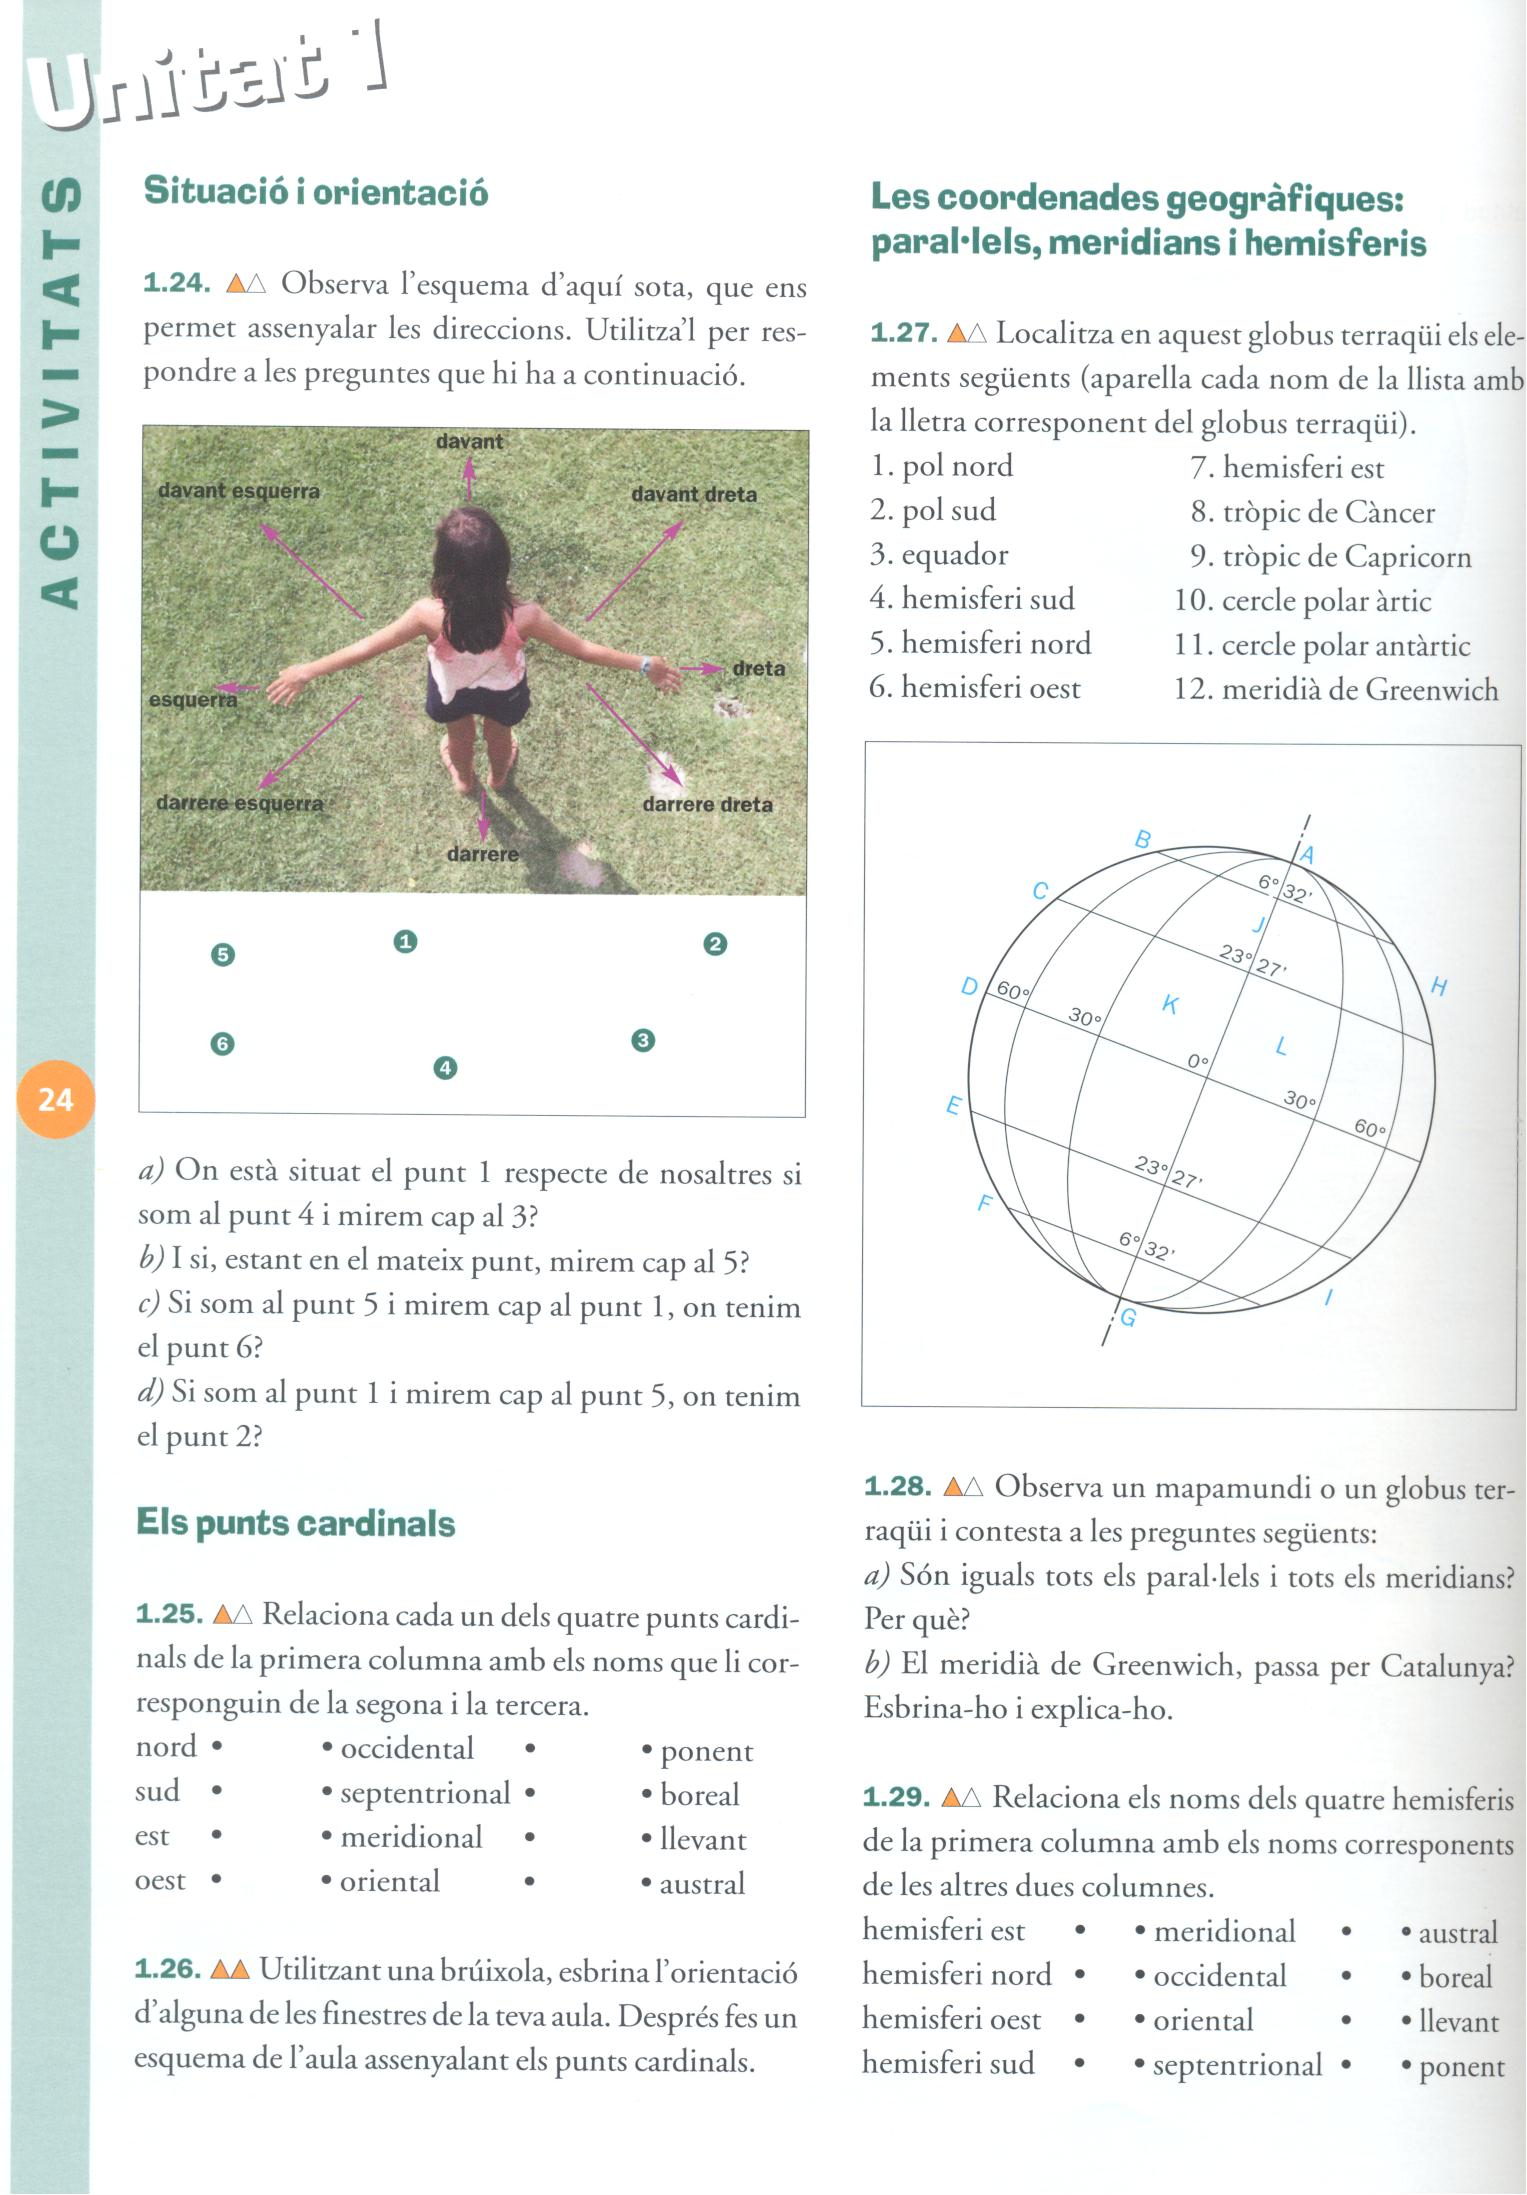 Unitat 1
ACTIVITATS
24
Situació i orientació
1.24. Observa l'esquema d'aquí sota, que ens
permet assenyalar les direccions. Utilitza'l per res-
pondre a les preguntes que hi ha a continuació.
davant
davant esquerra
davant dreta
dreta
esquerra
darrere esquerra
darrere dreta
darrere
5
1
2
6
4
3
a) On està situat el punt 1 respecte de nosaltres si
som al punt 4 i mirem cap al 3?
b) I si, estant en el mateix punt, mirem cap al 5?
c) Si som al punt 5 i mirem cap al punt 1, on tenim
el punt 6?
d) Si som al punt 1 i mirem cap al punt 5, on tenim
el punt 2?
Els punts cardinals
1.25. Relaciona cada un dels quatre punts cardi-
nals de la primera columna amb els noms que li cor-
responguin de la segona i la tercera.
nord • • occidental • • ponent
sud • • septentrional • • boreal
est • • meridional • • llevant
oest • • oriental • • austral
1.26. Utilitzant una brúixola, esbrina l'orientació
d'alguna de les finestres de la teva aula. Després fes un
esquema de l'aula assenyalant els punts cardinals.
Les coordenades geogràfiques:
paral·lels, meridians i hemisferis
1.27. Localitza en aquest globus terraqüi els ele-
ments següents (aparella cada nom de la llista amb
la lletra corresponent del globus terraqüi).
1. pol nord 7. hemisferi est
2. pol sud 8. tròpic de Càncer
3. equador 9. tròpic de Capricorn
4. hemisferi sud 10. cercle polar àrtic
5. hemisferi nord 11. cercle polar antàrtic
6. hemisferi oest 12. meridià de Greenwich
B
A
C
6° 32'
J
23° 27'
D
60°
H
K
30°
L
0°
E
30°
60°
23° 27'
F
6° 32'
I
G
1.28. Observa un mapamundi o un globus ter-
raqüi i contesta a les preguntes següents:
a) Són iguals tots els paral·lels i tots els meridians?
Per què?
b) El meridià de Greenwich, passa per Catalunya?
Esbrina-ho i explica-ho.
1.29. Relaciona els noms dels quatre hemisferis
de la primera columna amb els noms corresponents
de les altres dues columnes.
hemisferi est • • meridional • • austral
hemisferi nord • • occidental • • boreal
hemisferi oest • • oriental • • llevant
hemisferi sud • • septentrional • • ponent